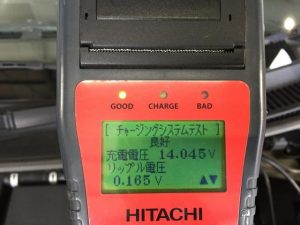 GOOD CHARGE BAD
[ チャージングシステムテスト ]
良好
充電電圧 14.045V
リップル電圧
0.165 V ▲▼
HITACHI